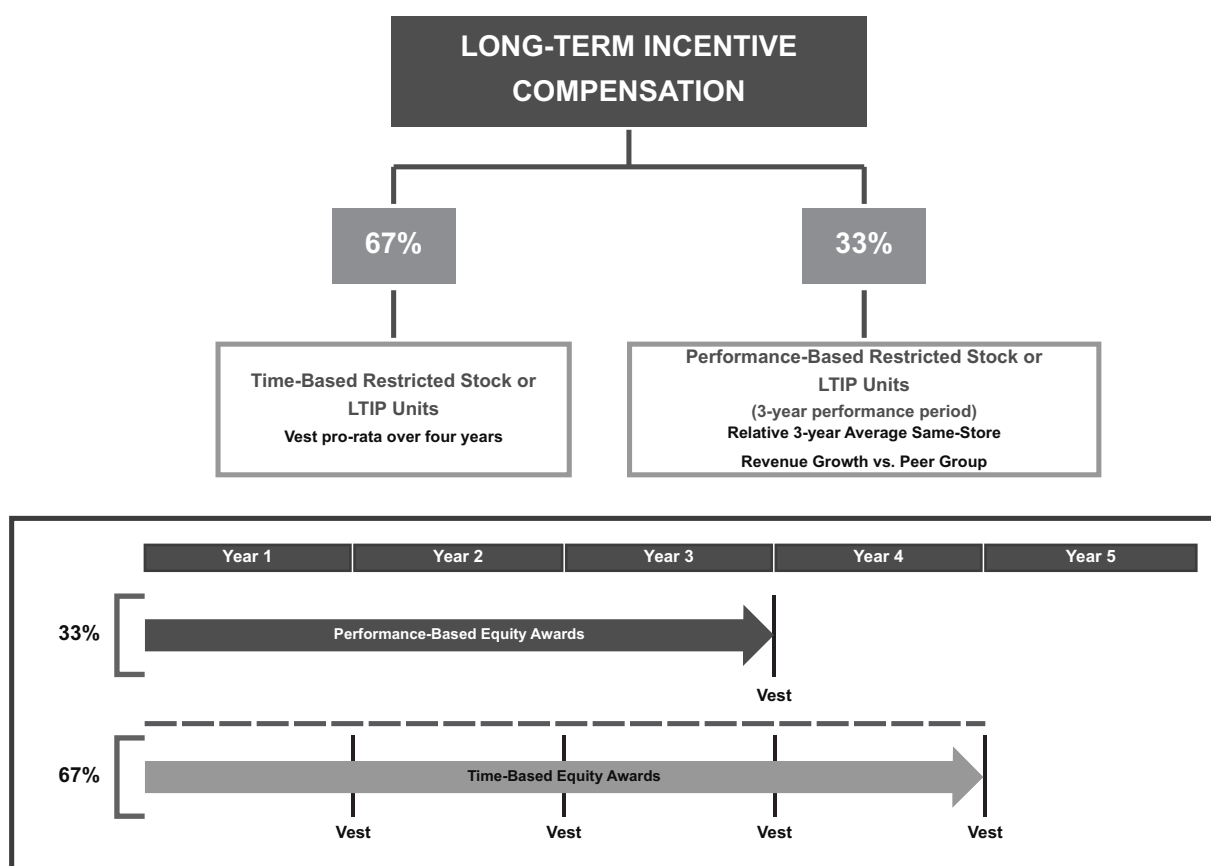 LONG-TERM INCENTIVE
COMPENSATION
67%
33%
Time-Based Restricted Stock or
LTIP Units
Vest pro-rata over four years
Performance-Based Restricted Stock or
LTIP Units
(3-year performance period)
Relative 3-year Average Same-Store
Revenue Growth vs. Peer Group
Year 1
Year 2
Year 3
Year 4
Year 5
33%
Performance-Based Equity Awards
Vest
67%
Time-Based Equity Awards
Vest
Vest
Vest
Vest